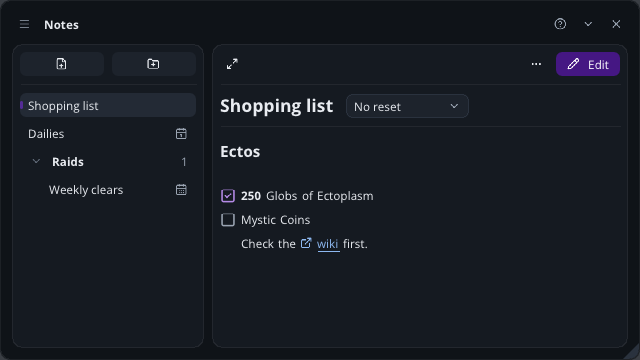 Notes
Edit
Shopping list
Dailies
Raids 1
Weekly clears
Shopping list No reset
Ectos
250 Globs of Ectoplasm
Mystic Coins
Check the wiki first.